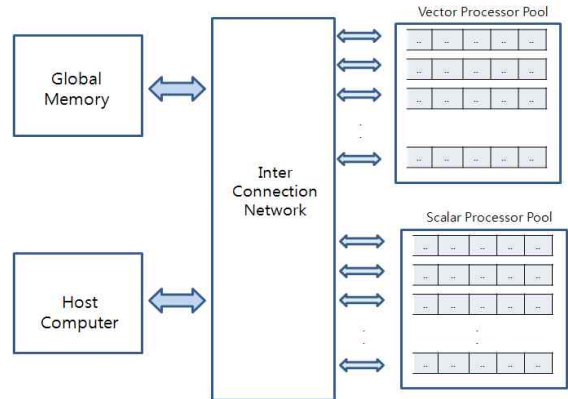 Vector Processor Pool
.. .. .. .. ..
.. .. .. .. ..
.. .. .. .. ..
.. .. .. .. ..
Global
Memory
Inter
Connection
Network
Scalar Processor Pool
.. .. .. .. ..
.. .. .. .. ..
.. .. .. .. ..
.. .. .. .. ..
Host
Computer